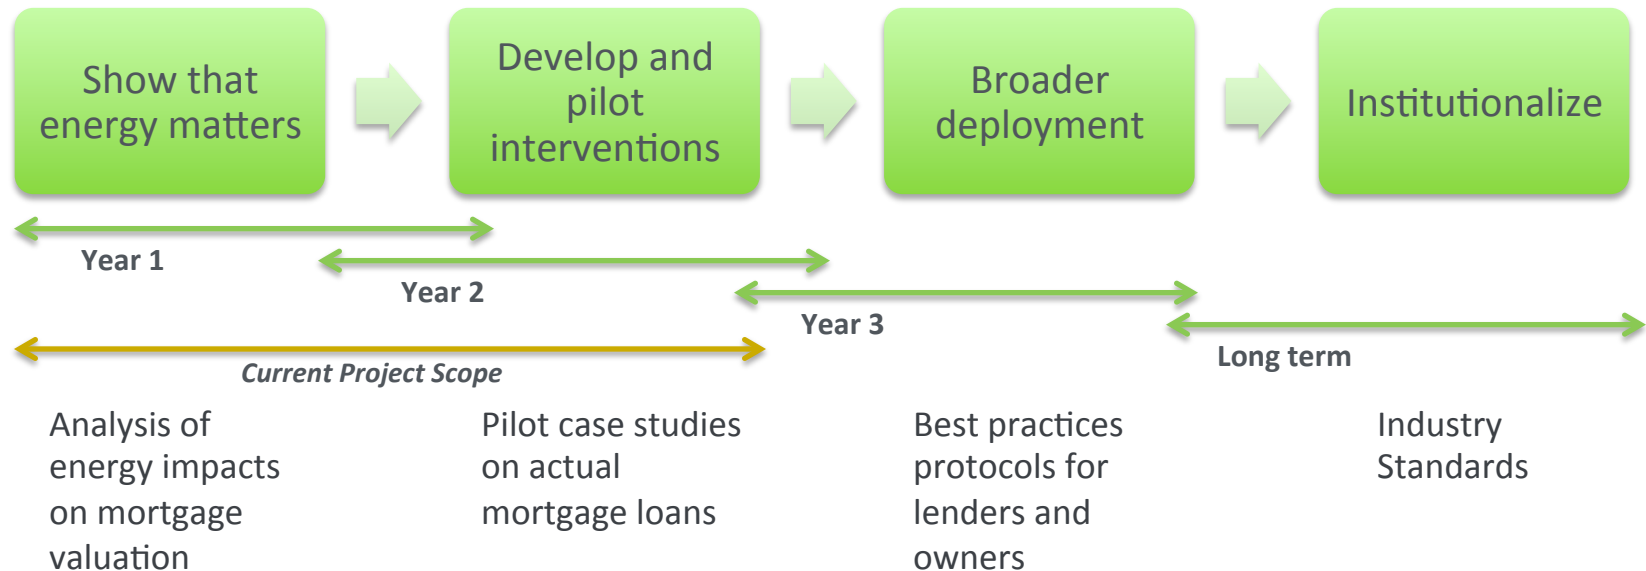 Show that
energy matters
Develop and
pilot
interventions
Broader
deployment
Institutionalize
Year 1
Year 2
Year 3
Long term
Current Project Scope
Analysis of
energy impacts
on mortgage
valuation
Pilot case studies
on actual
mortgage loans
Best practices
protocols for
lenders and
owners
Industry
Standards